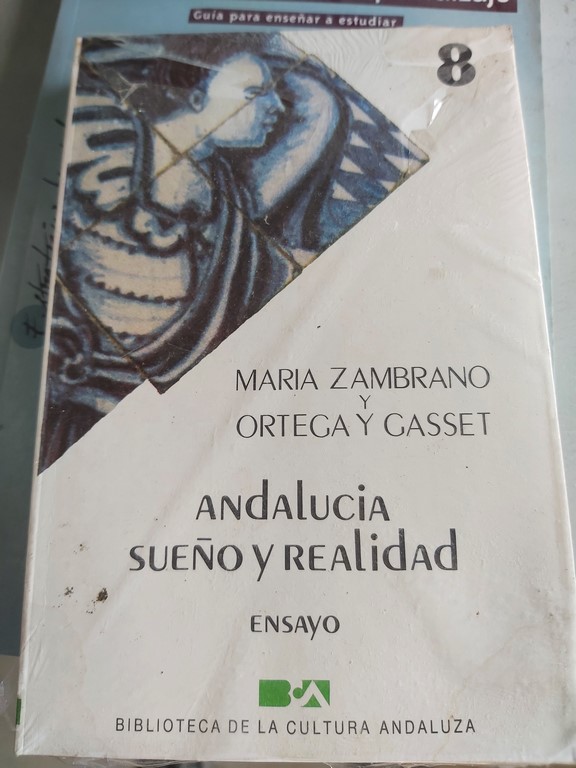 Guía para enseñar a estudiar
8
MARIA ZAMBRANO
Y
ORTEGA Y GASSET
ANDALUCIA
SUEÑO Y REALIDAD
ENSAYO
BCA
BIBLIOTECA DE LA CULTURA ANDALUZA